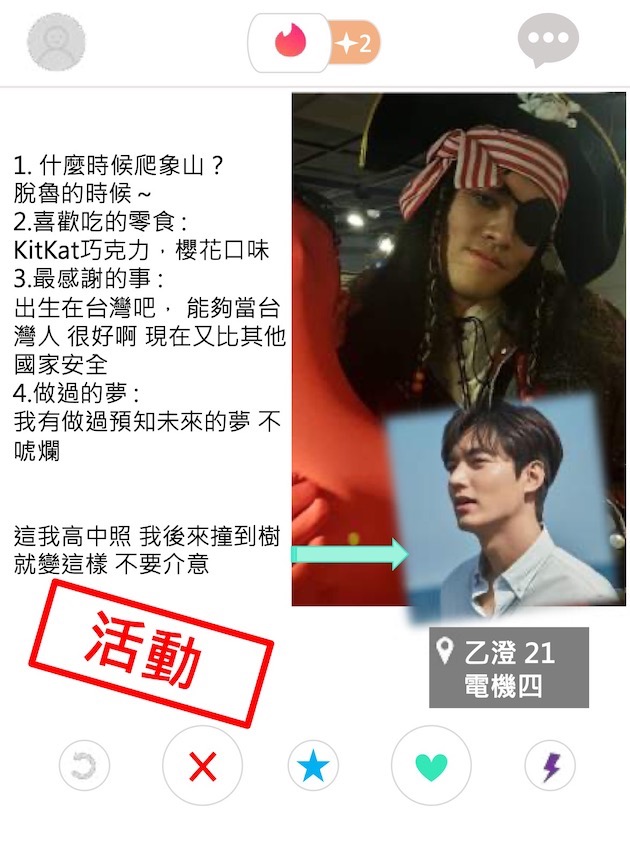 2
1. 什麼時候爬象山？
脫魯的時候~
2.喜歡吃的零食:
KitKat巧克力，櫻花口味
3.最感謝的事:
出生在台灣吧， 能夠當台
灣人 很好啊 現在又比其他
國家安全
4.做過的夢:
我有做過預知未來的夢 不
唬爛
這我高中照 我後來撞到樹
就變這樣 不要介意
活動
乙澄 21
電機四